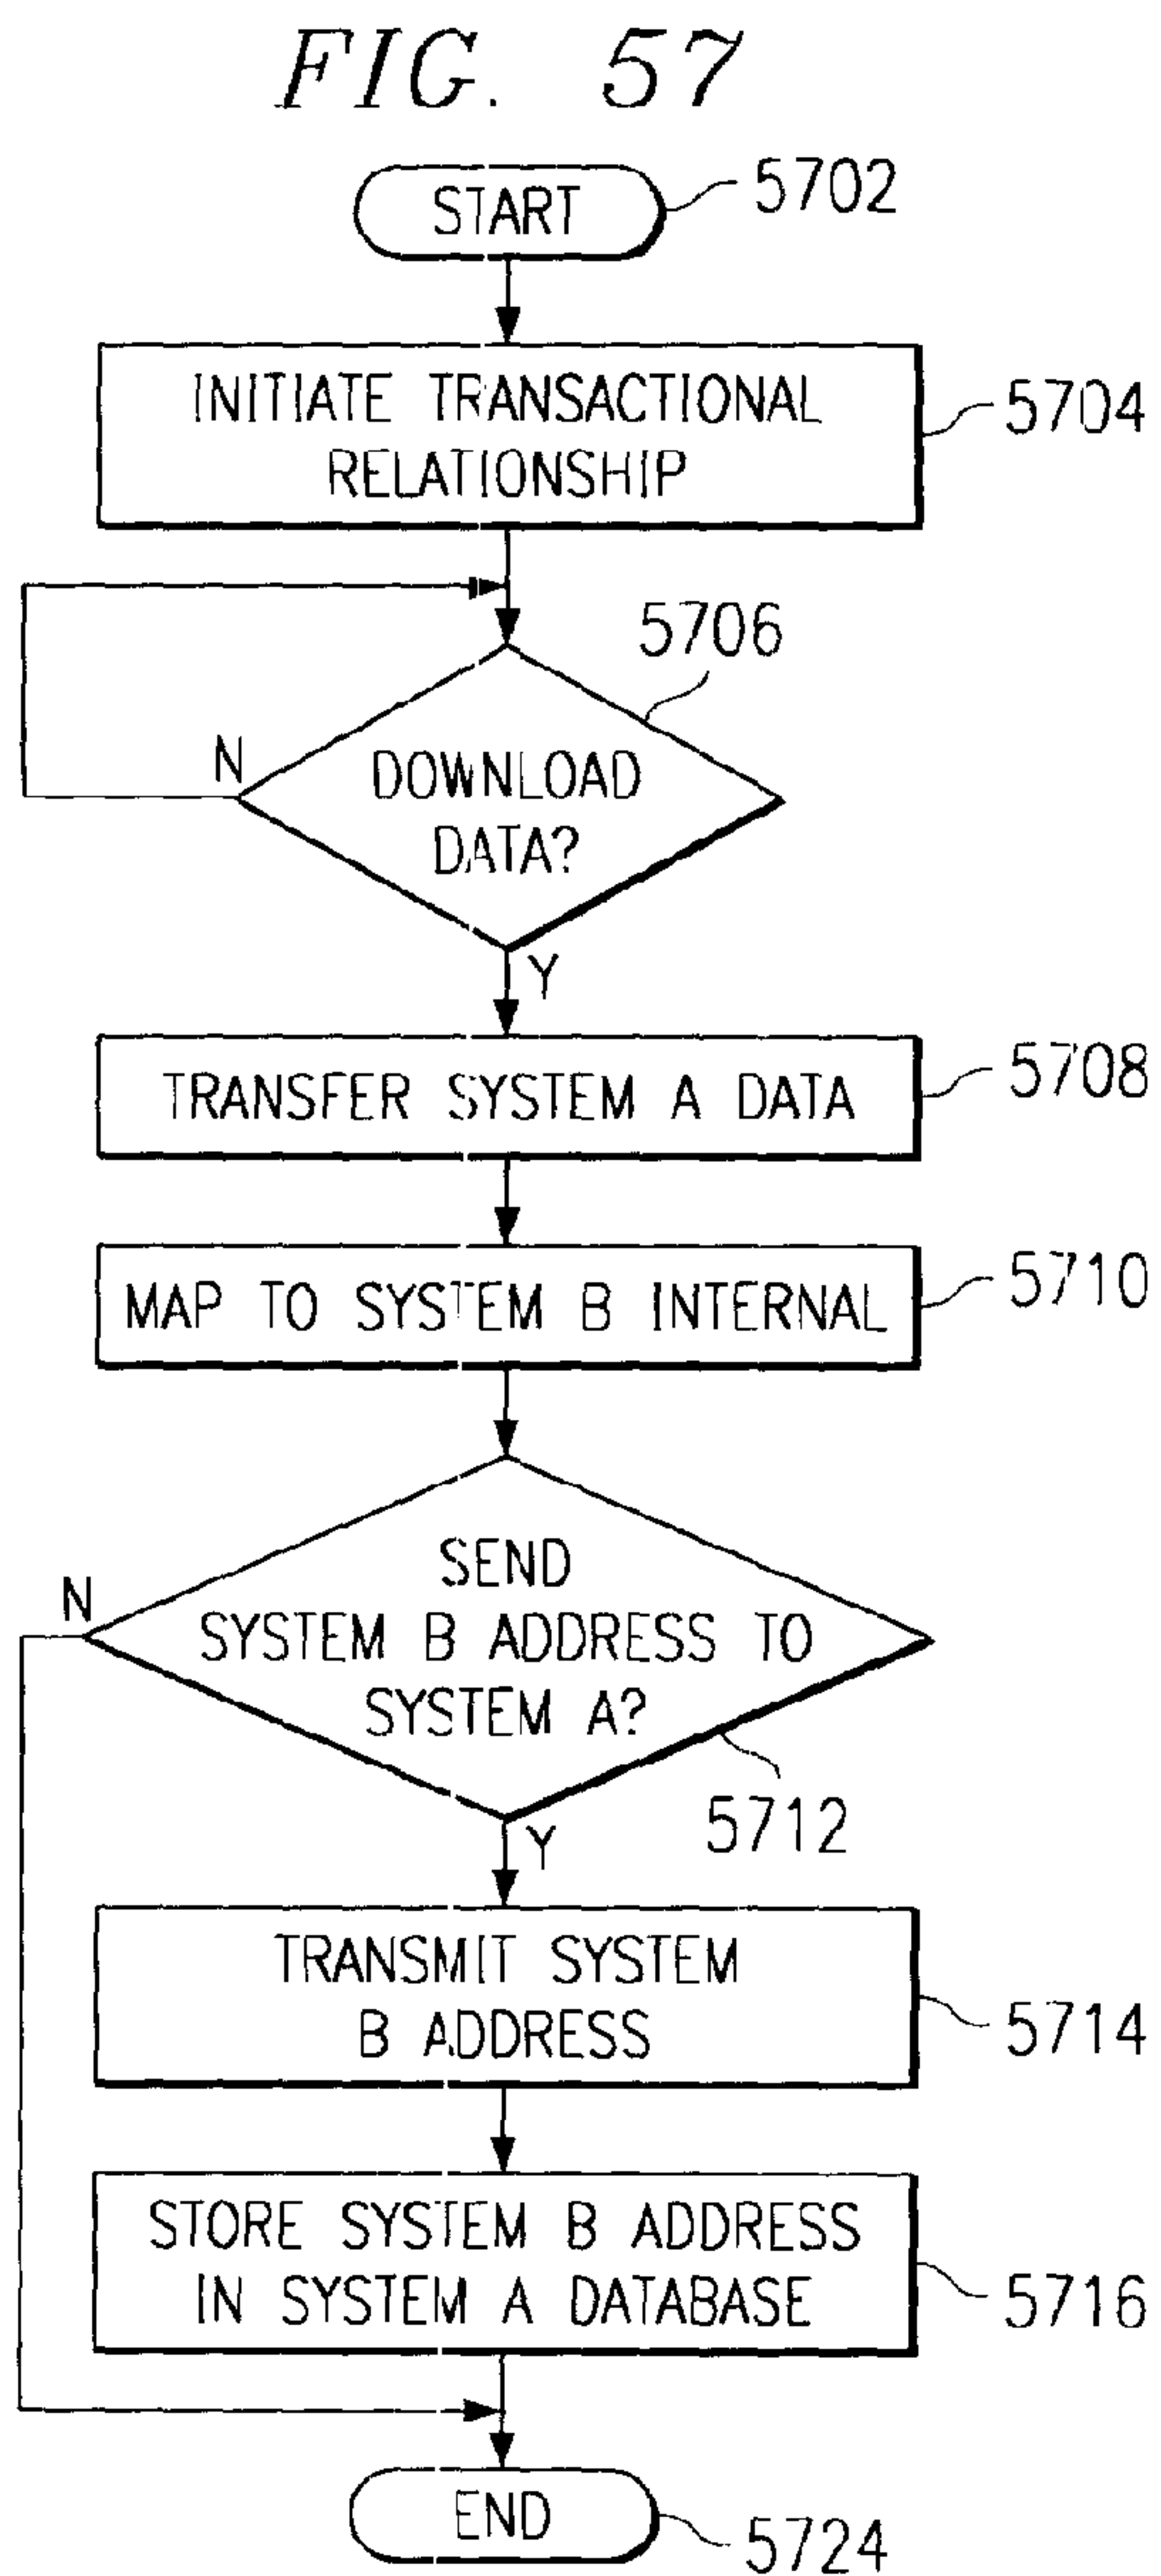 FIG. 57
START
5702
INITIATE TRANSACTIONAL
RELATIONSHIP
5704
5706
N
DOWNLOAD
DATA?
Y
TRANSFER SYSTEM A DATA
5708
MAP TO SYSTEM B INTERNAL
5710
SEND
N
SYSTEM B ADDRESS TO
SYSTEM A?
5712
Y
TRANSMIT SYSTEM
B ADDRESS
5714
STORE SYSTEM B ADDRESS
IN SYSTEM A DATABASE
5716
END
5724